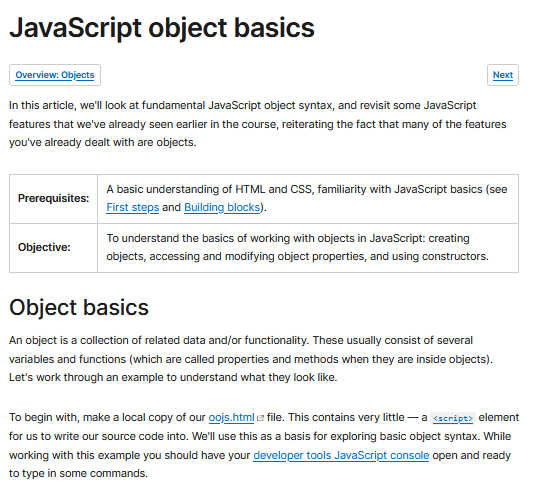 JavaScript object basics
Overview: Objects
Next
In this article, we'll look at fundamental JavaScript object syntax, and revisit some JavaScript
features that we've already seen earlier in the course, reiterating the fact that many of the features
you've already dealt with are objects.
Prerequisites:
A basic understanding of HTML and CSS, familiarity with JavaScript basics (see
First steps and Building blocks).
Objective:
To understand the basics of working with objects in JavaScript: creating
objects, accessing and modifying object properties, and using constructors.
Object basics
An object is a collection of related data and/or functionality. These usually consist of several
variables and functions (which are called properties and methods when they are inside objects).
Let's work through an example to understand what they look like.
To begin with, make a local copy of our oojs.html file. This contains very little — a <script> element
for us to write our source code into. We'll use this as a basis for exploring basic object syntax. While
working with this example you should have your developer tools JavaScript console open and ready
to type in some commands.